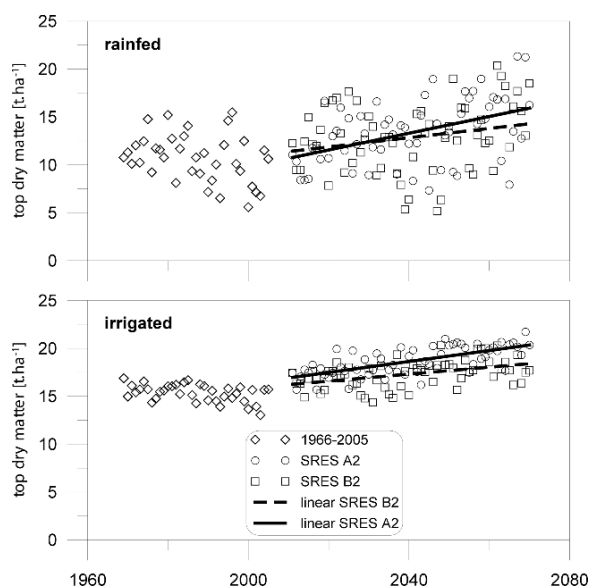 25
20
15
10
5
0
top dry matter [t.ha⁻¹]
rainfed
25
20
15
10
5
0
top dry matter [t.ha⁻¹]
irrigated
1966-2005
SRES A2
SRES B2
linear SRES B2
linear SRES A2
1960 2000 2040 2080